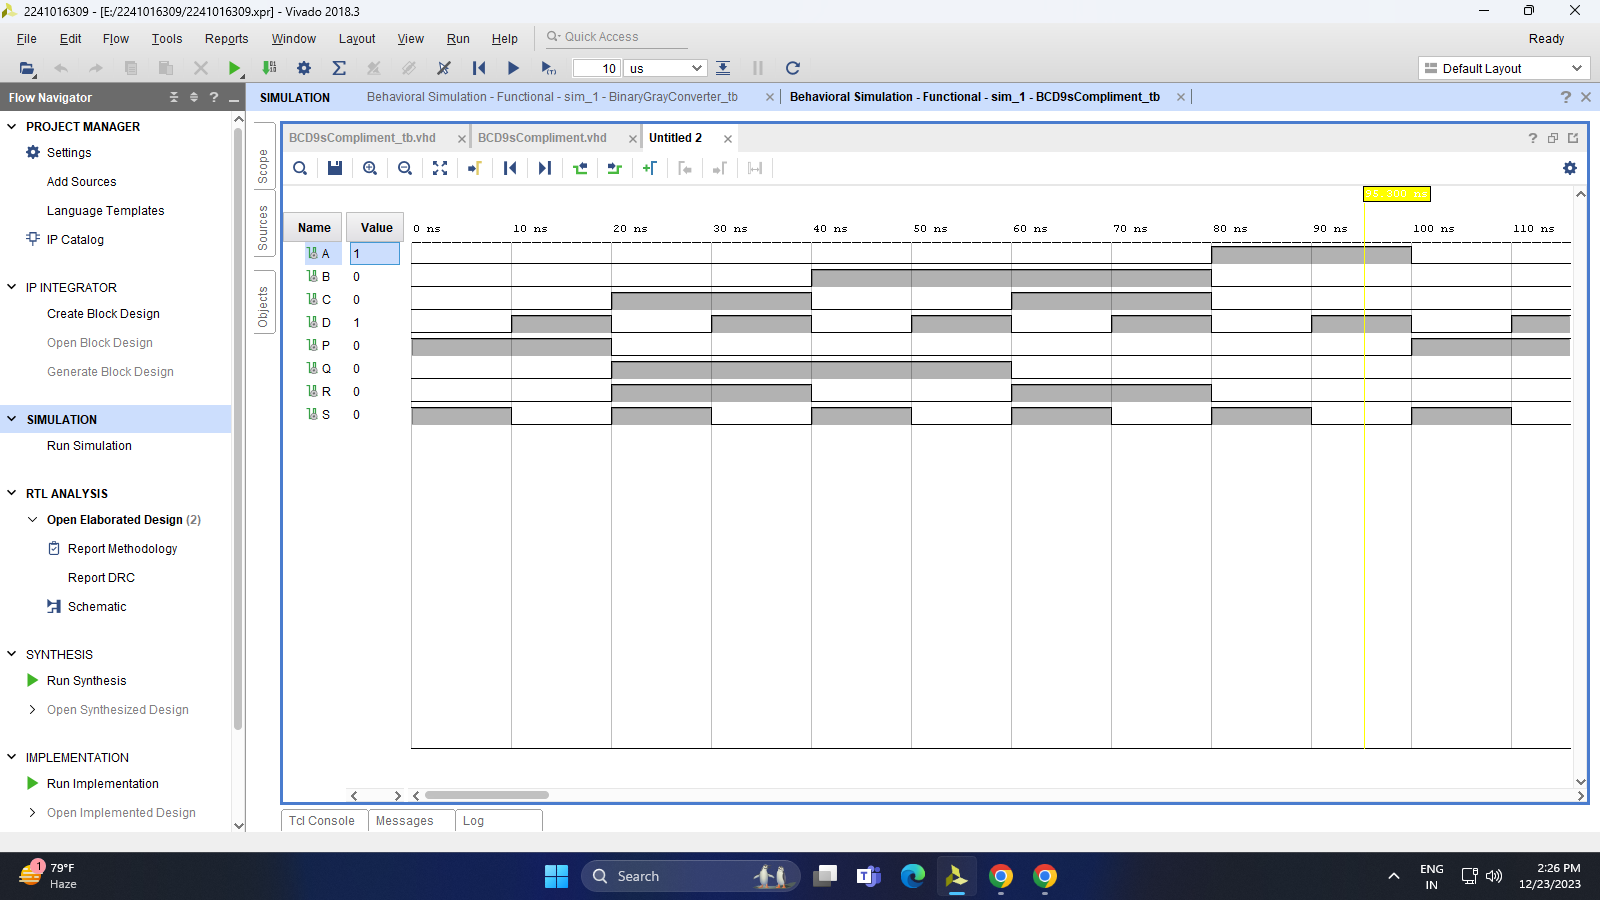 2241016309 - [E:/2241016309/2241016309.xpr] - Vivado 2018.3
File Edit Flow Tools Reports Window Layout View Run Help Quick Access Ready
10 us Default Layout
Flow Navigator
SIMULATION Behavioral Simulation - Functional - sim_1 - BinaryGrayConverter_tb Behavioral Simulation - Functional - sim_1 - BCD9sCompliment_tb
PROJECT MANAGER
Settings
Add Sources
Language Templates
IP Catalog
IP INTEGRATOR
Create Block Design
Open Block Design
Generate Block Design
SIMULATION
Run Simulation
RTL ANALYSIS
Open Elaborated Design (2)
Report Methodology
Report DRC
Schematic
SYNTHESIS
Run Synthesis
Open Synthesized Design
IMPLEMENTATION
Run Implementation
Open Implemented Design
Scope
Sources
Objects
BCD9sCompliment_tb.vhd BCD9sCompliment.vhd Untitled 2
95.000 ns
Name Value 0 ns 10 ns 20 ns 30 ns 40 ns 50 ns 60 ns 70 ns 80 ns 90 ns 100 ns 110 ns
A 1
B 0
C 0
D 1
P 0
Q 0
R 0
S 0
Tcl Console Messages Log
1
79°F
Haze
Search
ENG
IN
2:26 PM
12/23/2023